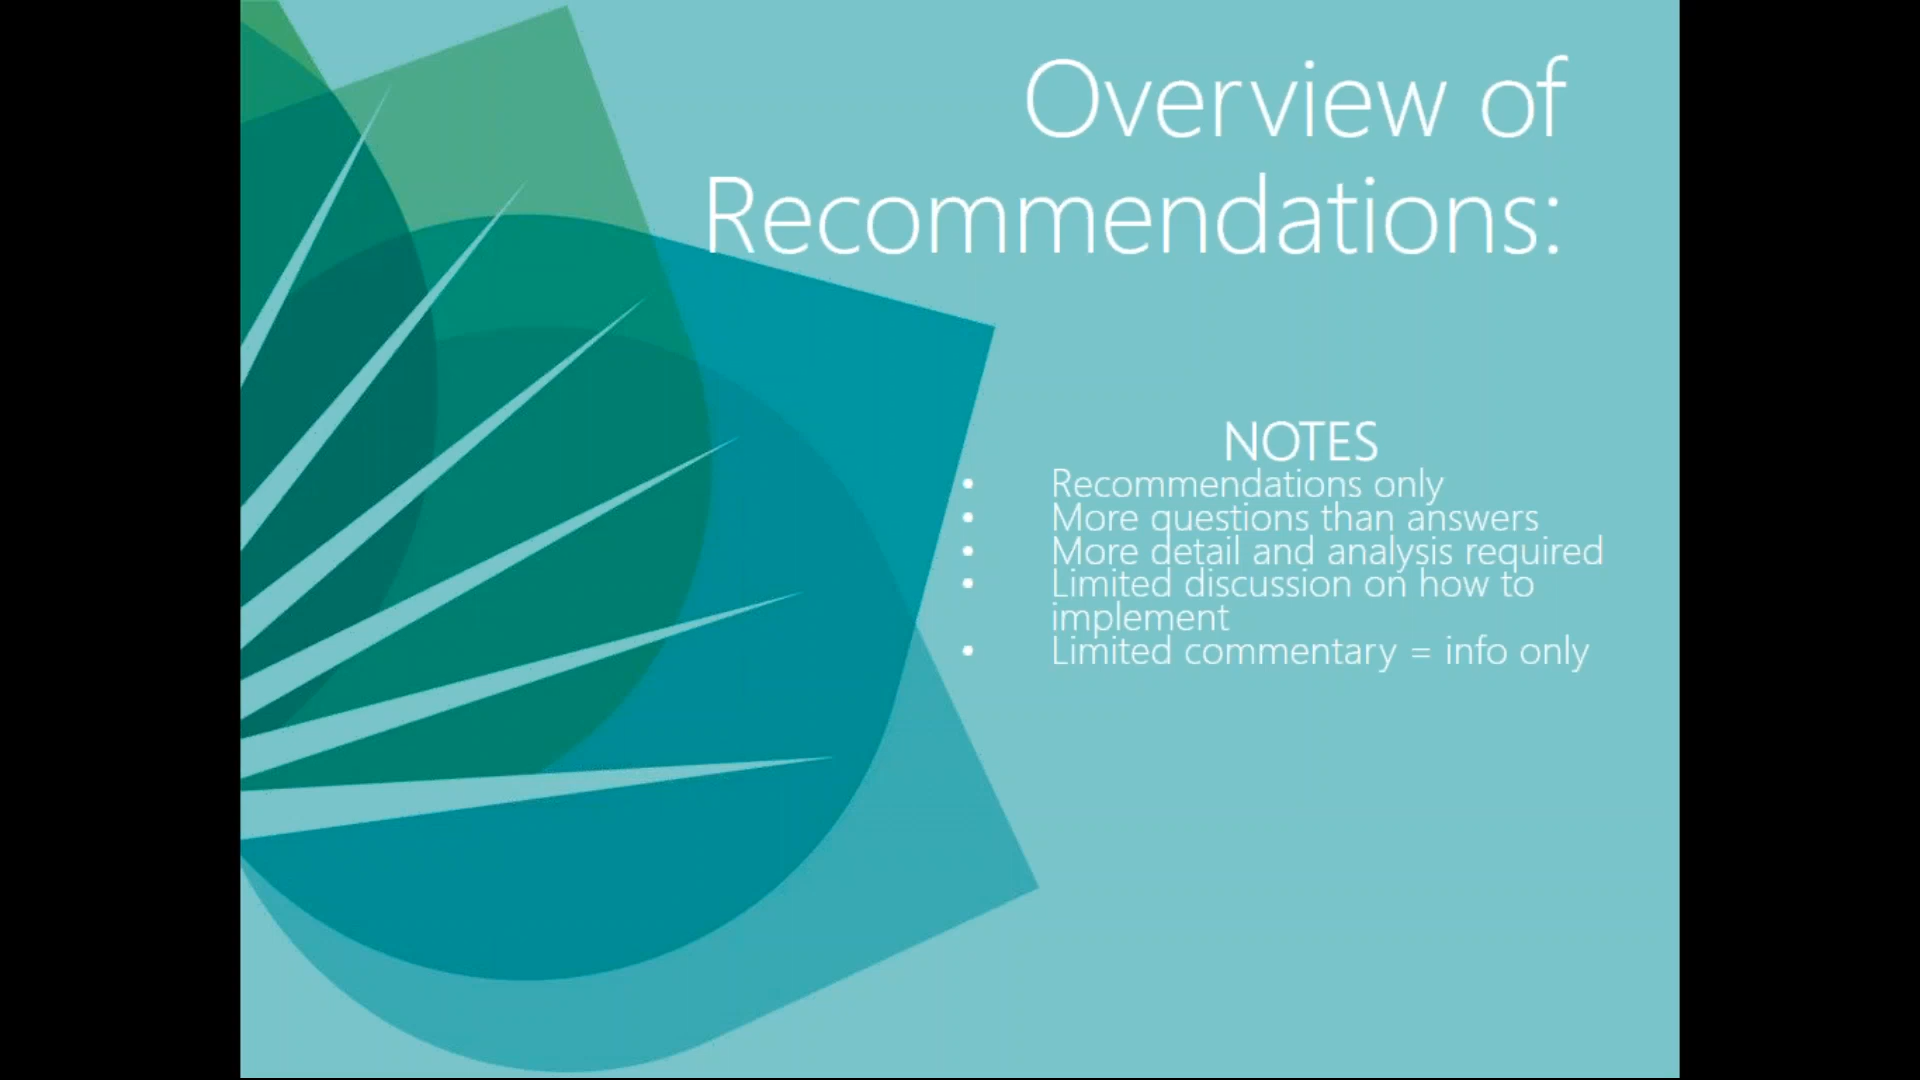 Overview of
Recommendations:
NOTES
• Recommendations only
• More questions than answers
• More detail and analysis required
• Limited discussion on how to
implement
• Limited commentary = info only